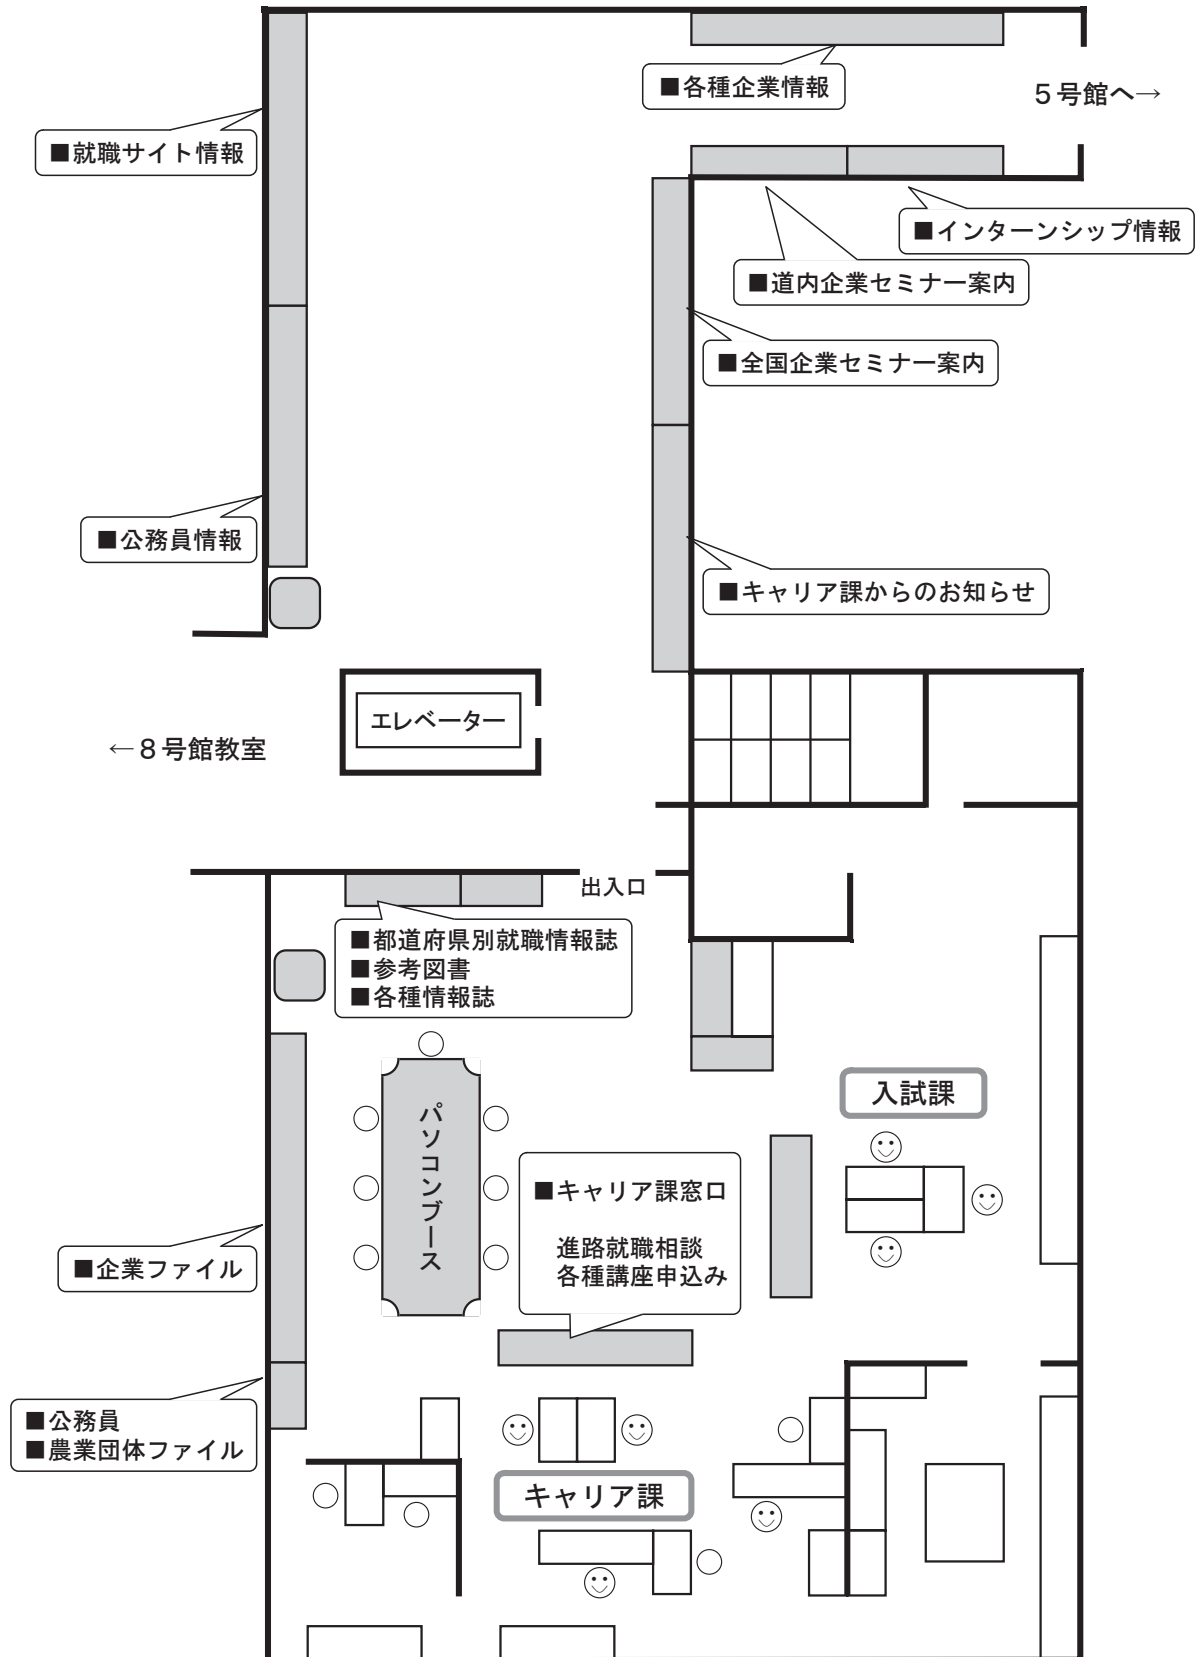 ■各種企業情報
5号館へ→
■就職サイト情報
■インターンシップ情報
■道内企業セミナー案内
■全国企業セミナー案内
■公務員情報
■キャリア課からのお知らせ
エレベーター
←8号館教室
出入口
■都道府県別就職情報誌
■参考図書
■各種情報誌
入試課
パソコンブース
■キャリア課窓口
進路就職相談
各種講座申込み
■企業ファイル
■公務員
■農業団体ファイル
キャリア課